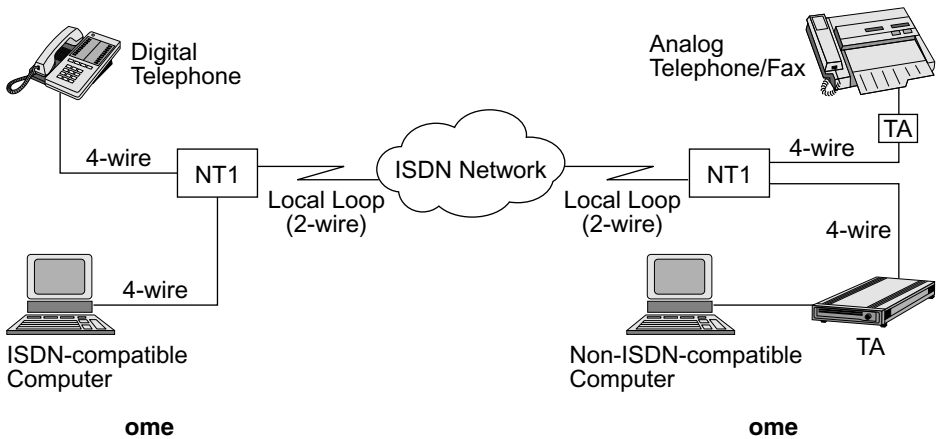 Digital
Telephone
Analog
Telephone/Fax
TA
4-wire
4-wire
NT1
ISDN Network
NT1
Local Loop
(2-wire)
Local Loop
(2-wire)
4-wire
4-wire
ISDN-compatible
Computer
Non-ISDN-compatible
Computer
TA
ome
ome